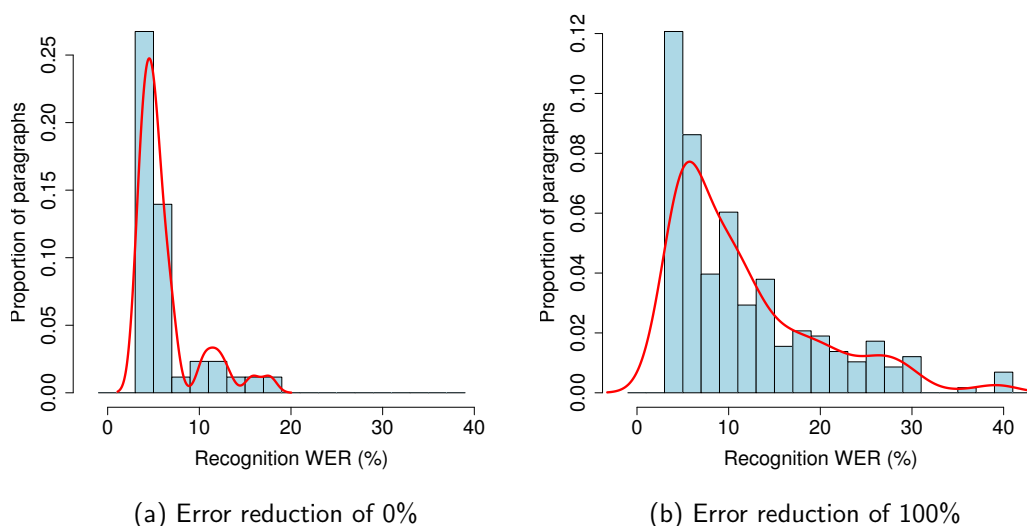 0.00 0.05 0.10 0.15 0.20 0.25
Proportion of paragraphs
0 10 20 30 40
Recognition WER (%)
(a) Error reduction of 0%
0.00 0.02 0.04 0.06 0.08 0.10 0.12
Proportion of paragraphs
0 10 20 30 40
Recognition WER (%)
(b) Error reduction of 100%